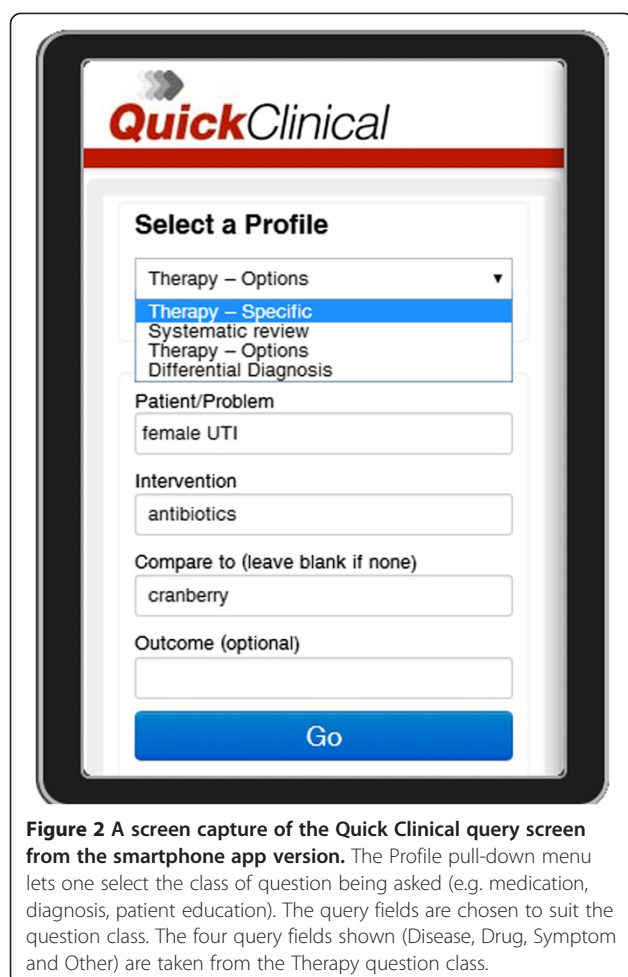 QuickClinical
Select a Profile
Therapy – Options ▼
Therapy – Specific
Systematic review
Therapy – Options
Differential Diagnosis
Patient/Problem
female UTI
Intervention
antibiotics
Compare to (leave blank if none)
cranberry
Outcome (optional)
Go
Figure 2 A screen capture of the Quick Clinical query screen
from the smartphone app version. The Profile pull-down menu
lets one select the class of question being asked (e.g. medication,
diagnosis, patient education). The query fields are chosen to suit the
question class. The four query fields shown (Disease, Drug, Symptom
and Other) are taken from the Therapy question class.